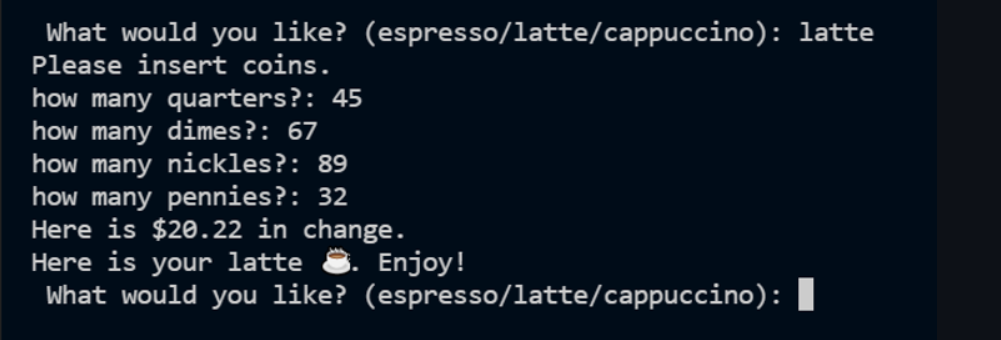 What would you like? (espresso/latte/cappuccino): latte
Please insert coins.
how many quarters?: 45
how many dimes?: 67
how many nickles?: 89
how many pennies?: 32
Here is $20.22 in change.
Here is your latte ☕. Enjoy!
What would you like? (espresso/latte/cappuccino):